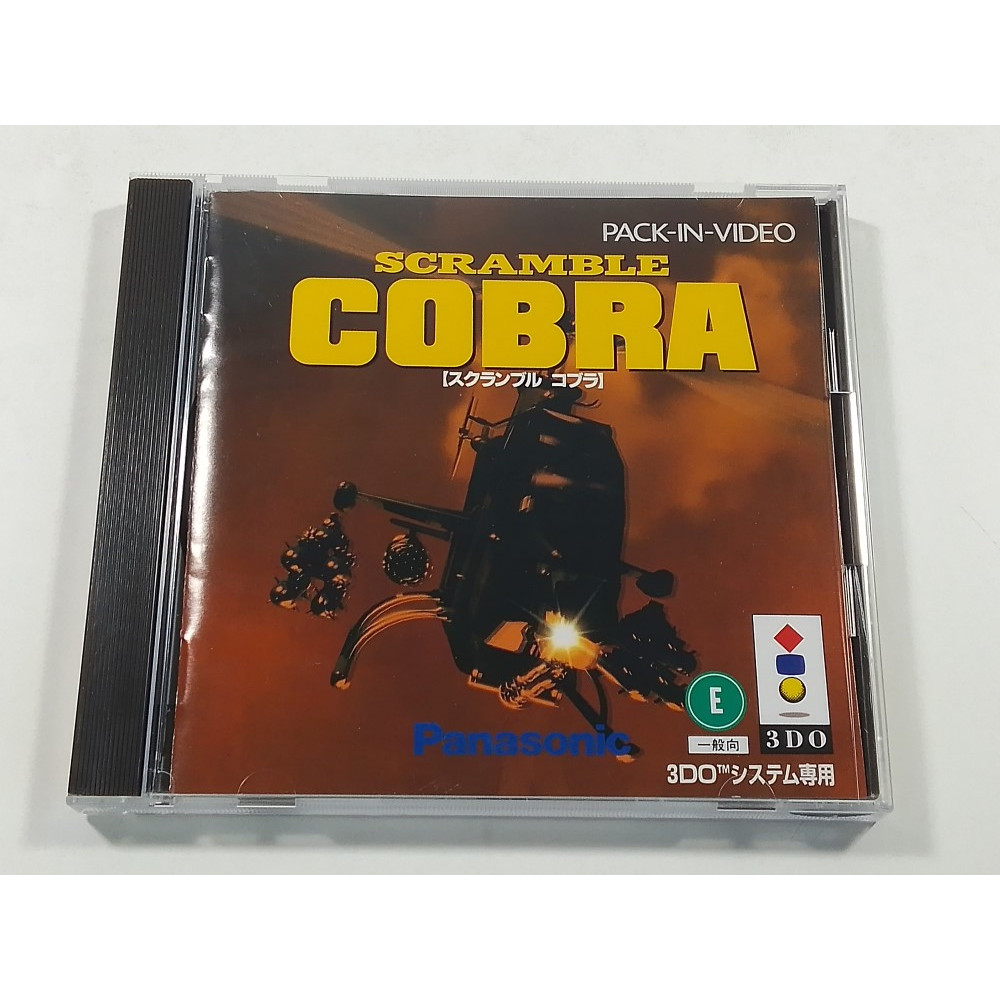 PACK-IN-VIDEO
SCRAMBLE
COBRA
【スクランブル コブラ】
Panasonic
E
一般向
3DO
3DO™システム専用